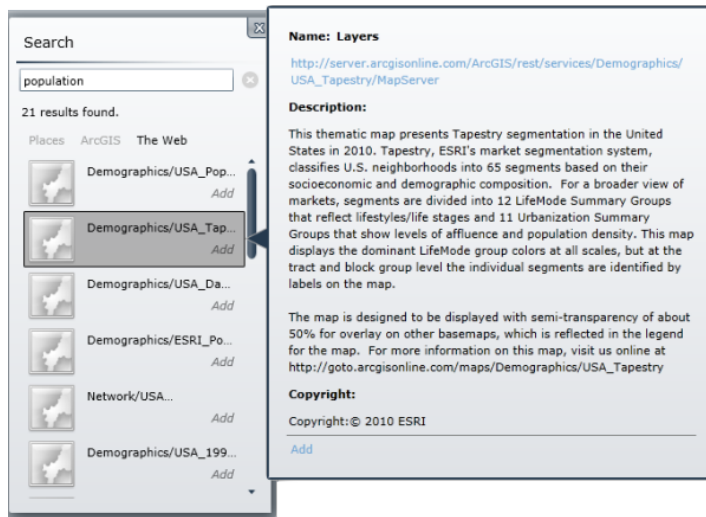 Search
population
21 results found.
Places ArcGIS The Web
Demographics/USA_Pop...
Add
Demographics/USA_Tap...
Add
Demographics/USA_Da...
Add
Demographics/ESRI_Po...
Add
Network/USA...
Add
Demographics/USA_199...
Add
Name: Layers
http://server.arcgisonline.com/ArcGIS/rest/services/Demographics/
USA_Tapestry/MapServer
Description:
This thematic map presents Tapestry segmentation in the United
States in 2010. Tapestry, ESRI's market segmentation system,
classifies U.S. neighborhoods into 65 segments based on their
socioeconomic and demographic composition. For a broader view of
markets, segments are divided into 12 LifeMode Summary Groups
that reflect lifestyles/life stages and 11 Urbanization Summary
Groups that show levels of affluence and population density. This map
displays the dominant LifeMode group colors at all scales, but at the
tract and block group level the individual segments are identified by
labels on the map.
The map is designed to be displayed with semi-transparency of about
50% for overlay on other basemaps, which is reflected in the legend
for the map. For more information on this map, visit us online at
http://goto.arcgisonline.com/maps/Demographics/USA_Tapestry
Copyright:
Copyright:© 2010 ESRI
Add